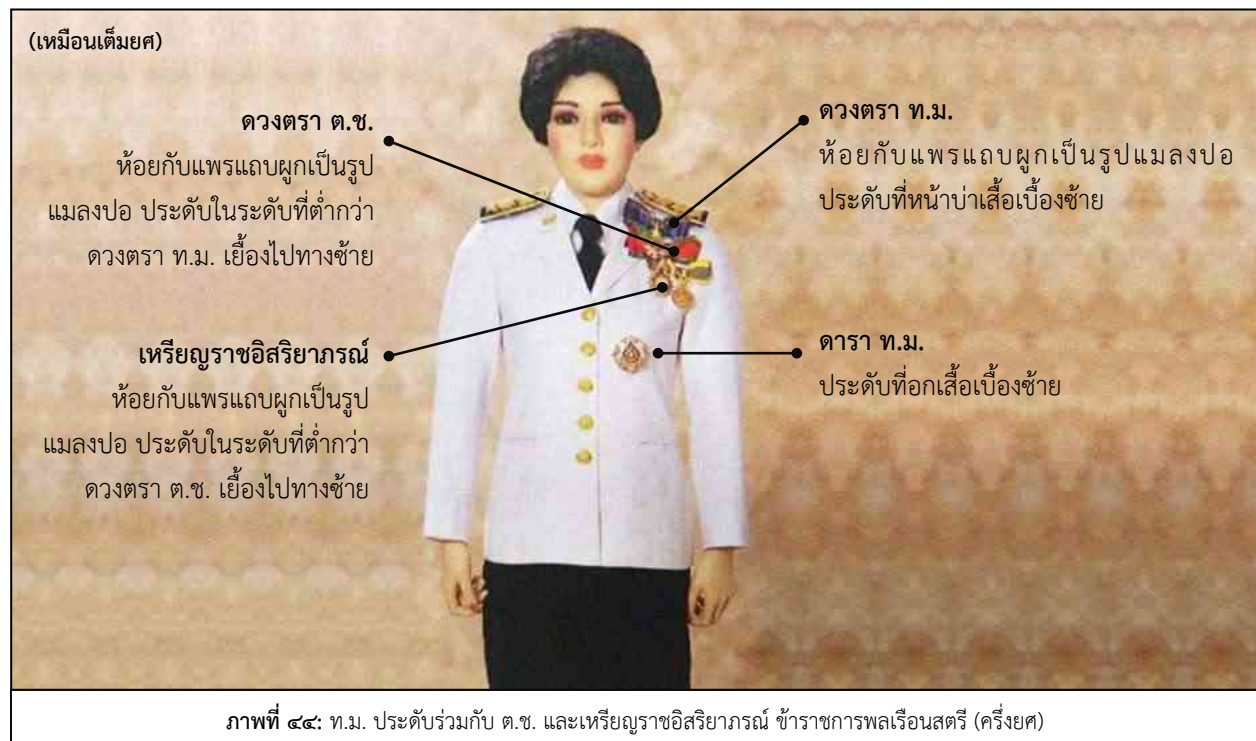 (เหมือนเต็มยศ)
ดวงตรา ต.ช.
ห้อยกับแพรแถบผูกเป็นรูป
แมลงปอ ประดับในระดับที่ต่ำกว่า
ดวงตรา ท.ม. เยื้องไปทางซ้าย
เหรียญราชอิสริยาภรณ์
ห้อยกับแพรแถบผูกเป็นรูป
แมลงปอ ประดับในระดับที่ต่ำกว่า
ดวงตรา ต.ช. เยื้องไปทางซ้าย
ดวงตรา ท.ม.
ห้อยกับแพรแถบผูกเป็นรูปแมลงปอ
ประดับที่หน้าบ่าเสื้อเบื้องซ้าย
ดารา ท.ม.
ประดับที่อกเสื้อเบื้องซ้าย
ภาพที่ ๔๔: ท.ม. ประดับร่วมกับ ต.ช. และเหรียญราชอิสริยาภรณ์ ข้าราชการพลเรือนสตรี (ครึ่งยศ)